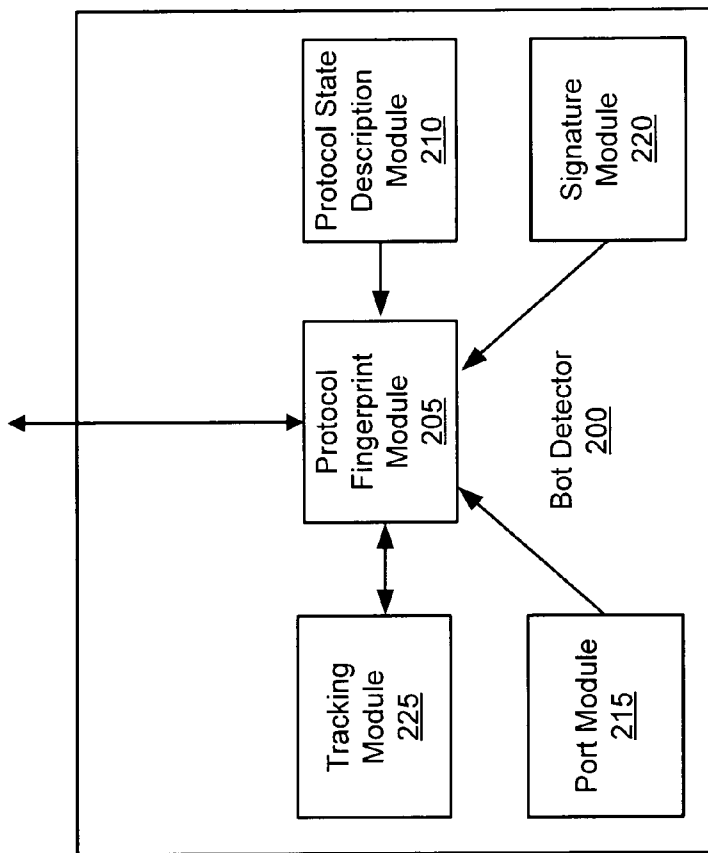 Tracking
Module
225
Protocol
Fingerprint
Module
205
Protocol State
Description
Module
210
Port Module
215
Bot Detector
200
Signature
Module
220